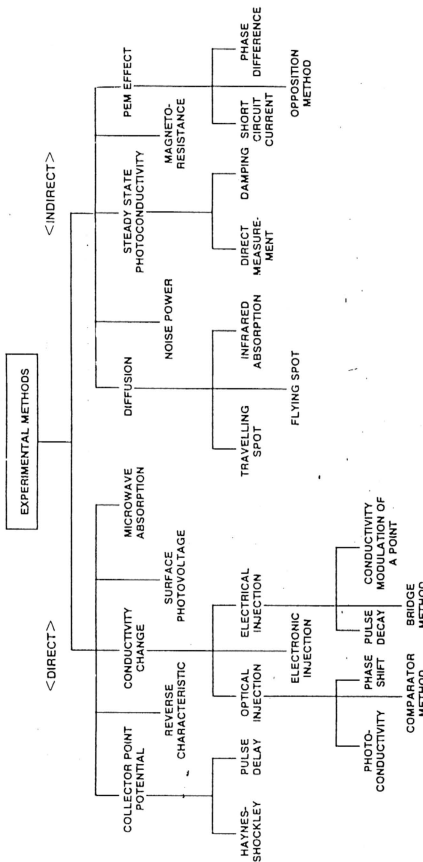 EXPERIMENTAL METHODS
<DIRECT>
<INDIRECT>
COLLECTOR POINT
POTENTIAL
REVERSE
CHARACTERISTIC
CONDUCTIVITY
CHANGE
SURFACE
PHOTOVOLTAGE
MICROWAVE
ABSORPTION
DIFFUSION
NOISE POWER
STEADY STATE
PHOTOCONDUCTIVITY
MAGNETO-
RESISTANCE
PEM EFFECT
HAYNES-
SHOCKLEY
PULSE
DELAY
OPTICAL
INJECTION
ELECTRONIC
INJECTION
ELECTRICAL
INJECTION
TRAVELLING
SPOT
FLYING SPOT
INFRARED
ABSORPTION
DIRECT
MEASURE-
MENT
DAMPING
SHORT
CIRCUIT
CURRENT
OPPOSITION
METHOD
PHASE
DIFFERENCE
PHOTO-
CONDUCTIVITY
COMPARATOR
METHOD
PHASE
SHIFT
PULSE
DECAY
BRIDGE
METHOD
CONDUCTIVITY
MODULATION OF
A POINT